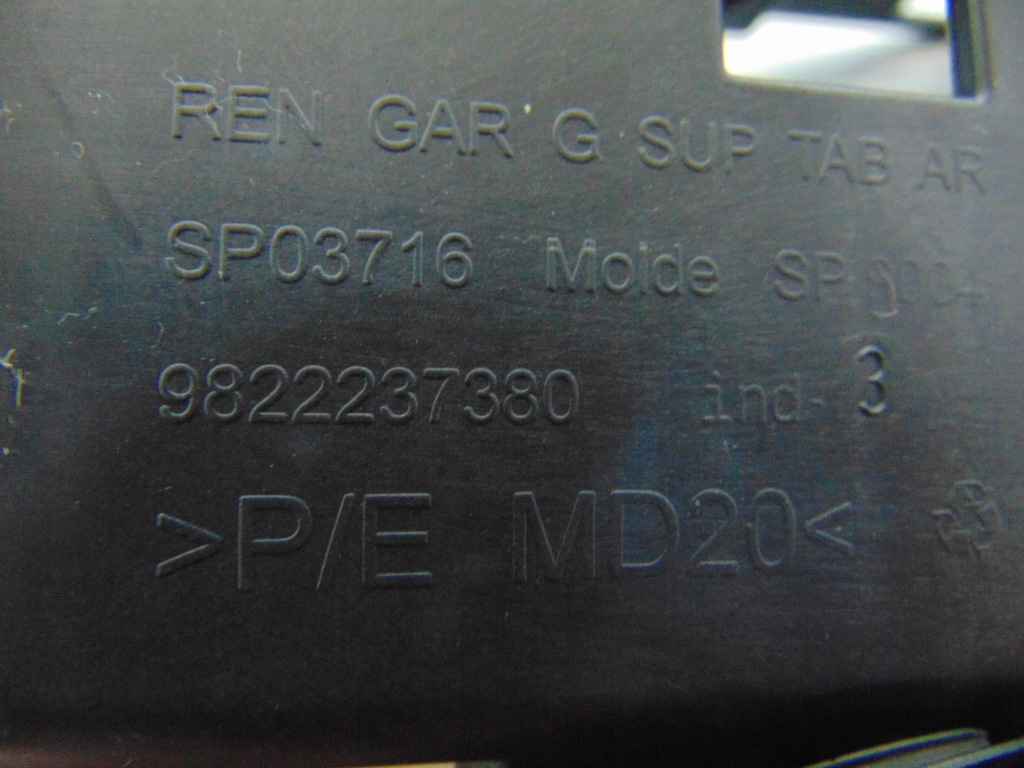 REN GAR G SUP TAB AR
SP03716 Molde
9822237380 ind- 3
>P/E MD20<